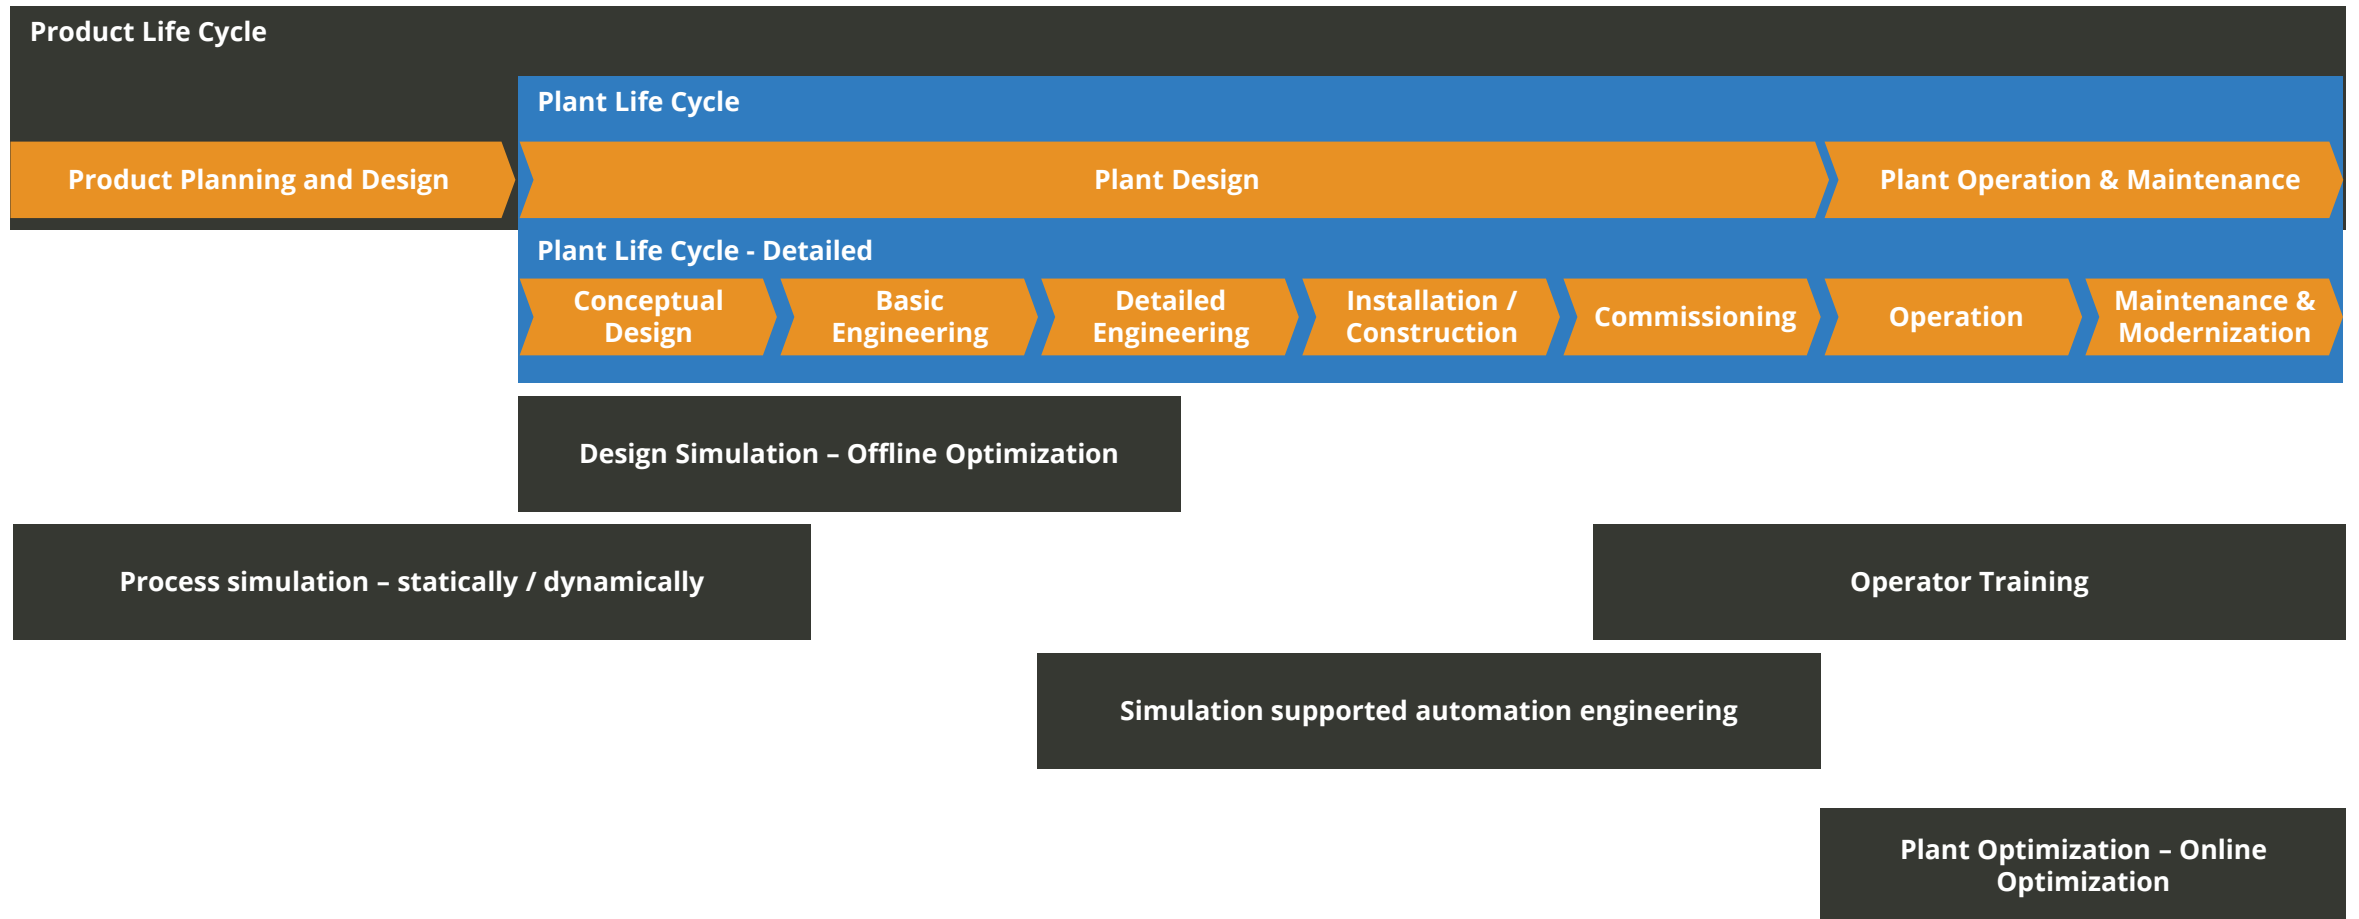 Product Life Cycle
Plant Life Cycle
Product Planning and Design
Plant Design
Plant Operation & Maintenance
Plant Life Cycle - Detailed
Conceptual
Design
Basic
Engineering
Detailed
Engineering
Installation /
Construction
Commissioning
Operation
Maintenance &
Modernization
Design Simulation – Offline Optimization
Process simulation – statically / dynamically
Operator Training
Simulation supported automation engineering
Plant Optimization – Online
Optimization